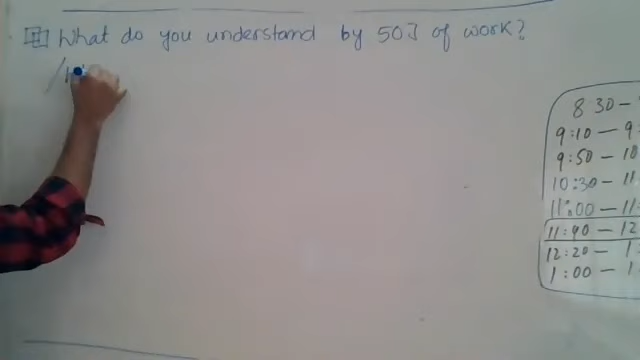 What do you understand by 50J of work?
8:30 -
9:10 - 9:
9:50 - 10
10:30 - 11
11:00 - 11:
11:40 - 12
12:20 - 1
1:00 - 1: